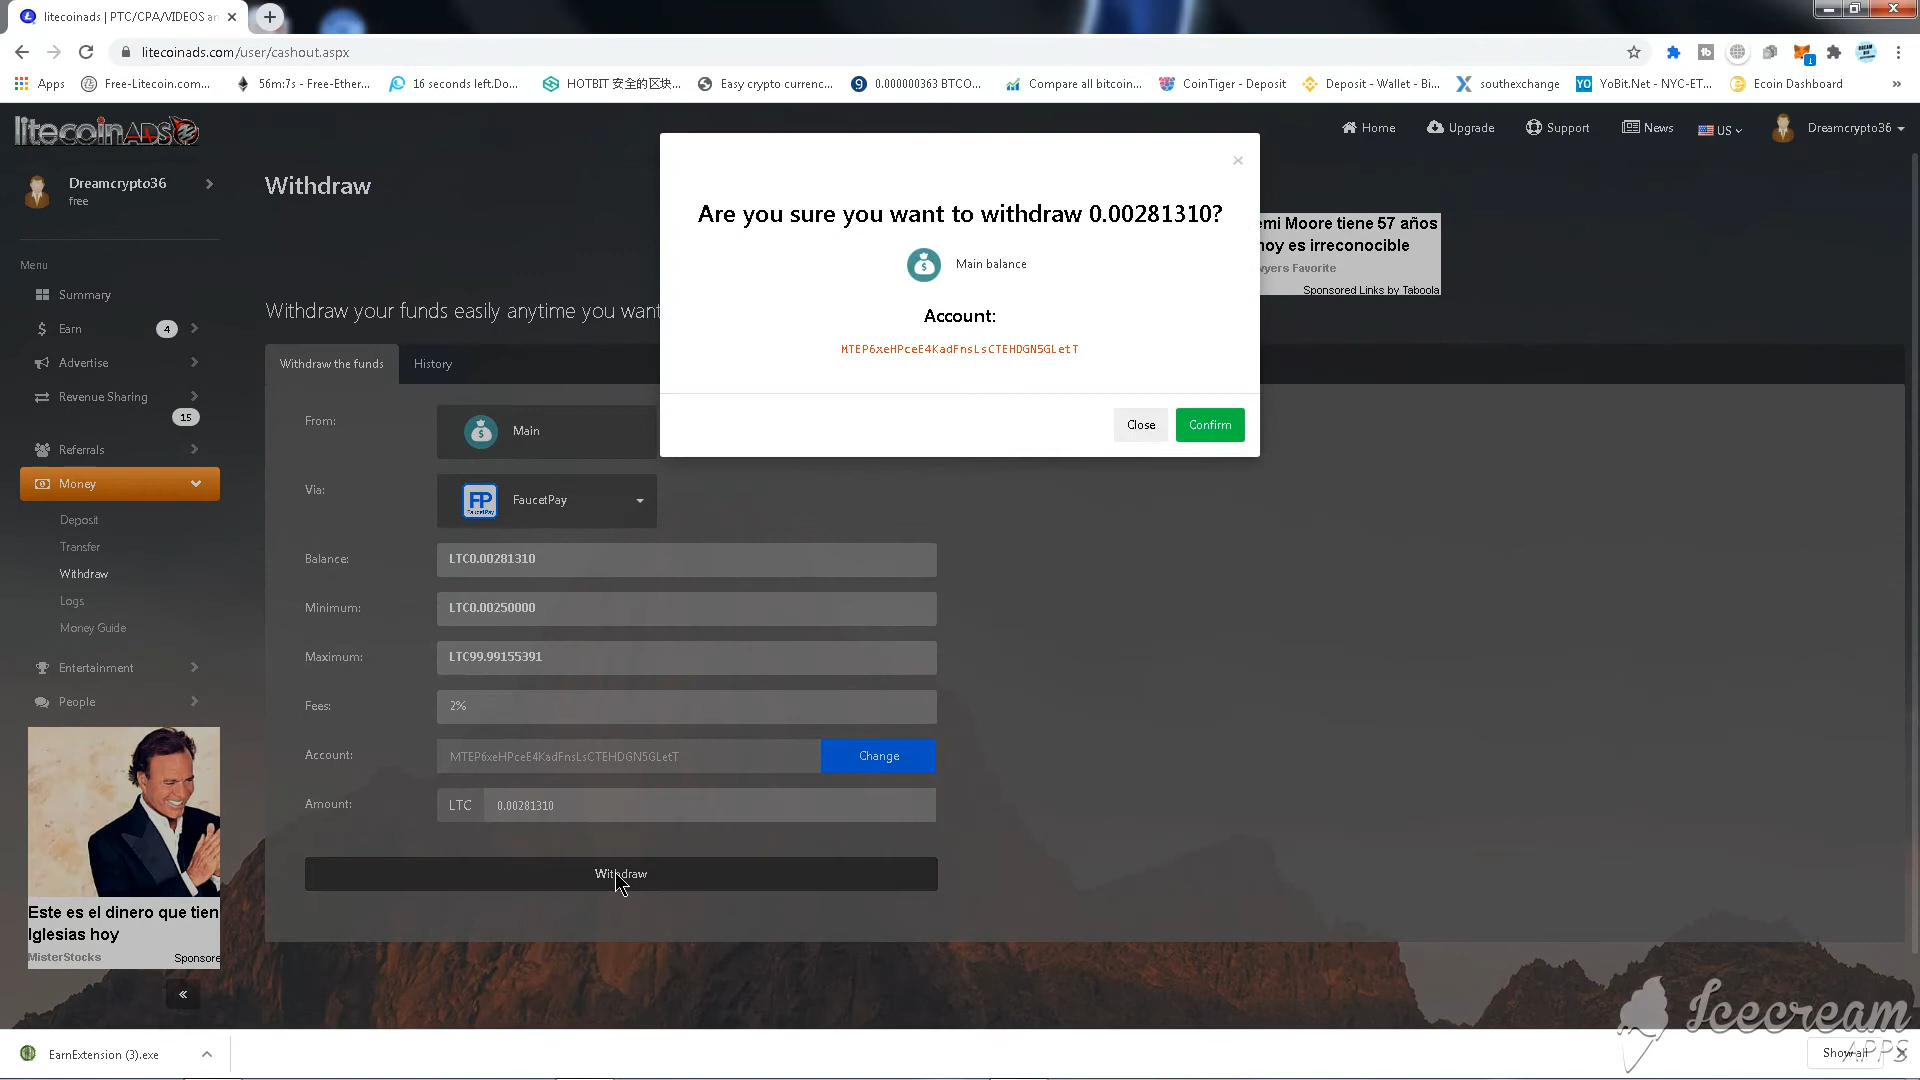 litecoinads | PTC/CPA/VIDEOS an
litecoinads.com/user/cashout.aspx
Apps
Free-Litecoin.com...
56m:7s - Free-Ether...
16 seconds left.Do...
HOTBIT 安全的区块...
Easy crypto currenc...
0.000000363 BTCO...
Compare all bitcoin...
CoinTiger - Deposit
Deposit - Wallet - Bi...
southexchange
YoBit.Net - NYC-ET...
Ecoin Dashboard
»
litecoinADS
Home
Upgrade
Support
News
US
Dreamcrypto36
Dreamcrypto36
free
Menu
Summary
Earn
4
Advertise
Revenue Sharing
15
Referrals
Money
Deposit
Transfer
Withdraw
Logs
Money Guide
Entertainment
People
Este es el dinero que tien
Iglesias hoy
MisterStocks
Sponsore
«
Withdraw
Withdraw your funds easily anytime you want
Withdraw the funds
History
From:
Main
Via:
FP
FaucetPay
FaucetPay
Balance:
LTC0.00281310
Minimum:
LTC0.00250000
Maximum:
LTC99.99155391
Fees:
2%
Account:
MTEP6xeHPceE4KadFnsLsCTEHDGN5GLetT
Change
Amount:
LTC
0.00281310
Withdraw
×
Are you sure you want to withdraw 0.00281310?
Main balance
Account:
MTEP6xeHPceE4KadFnsLsCTEHDGN5GLetT
Close
Confirm
emi Moore tiene 57 años
hoy es irreconocible
wyers Favorite
Sponsored Links by Taboola
EarnExtension (3).exe
Show all
Icecream
APPS